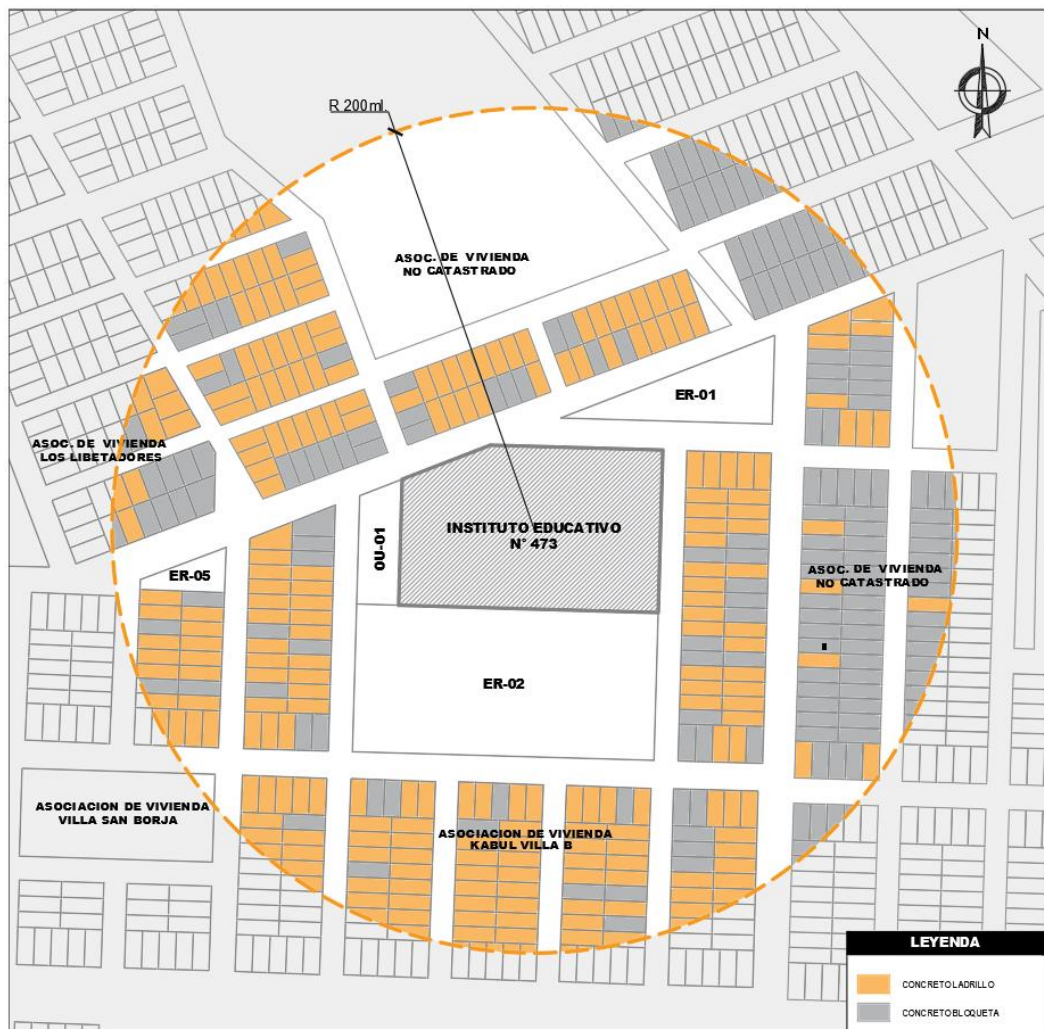 N
R 200ml.
ASOC. DE VIVIENDA
NO CATASTRADO
ER-01
ASOC. DE VIVIENDA
LOS LIBETADORES
INSTITUTO EDUCATIVO
N° 473
OU-01
ER-05
ASOC. DE VIVIENDA
NO CATASTRADO
ER-02
ASOCIACION DE VIVIENDA
VILLA SAN BORJA
ASOCIACION DE VIVIENDA
KABUL VILLA B
LEYENDA
CONCRETO LADRILLO
CONCRETO BLOQUETA